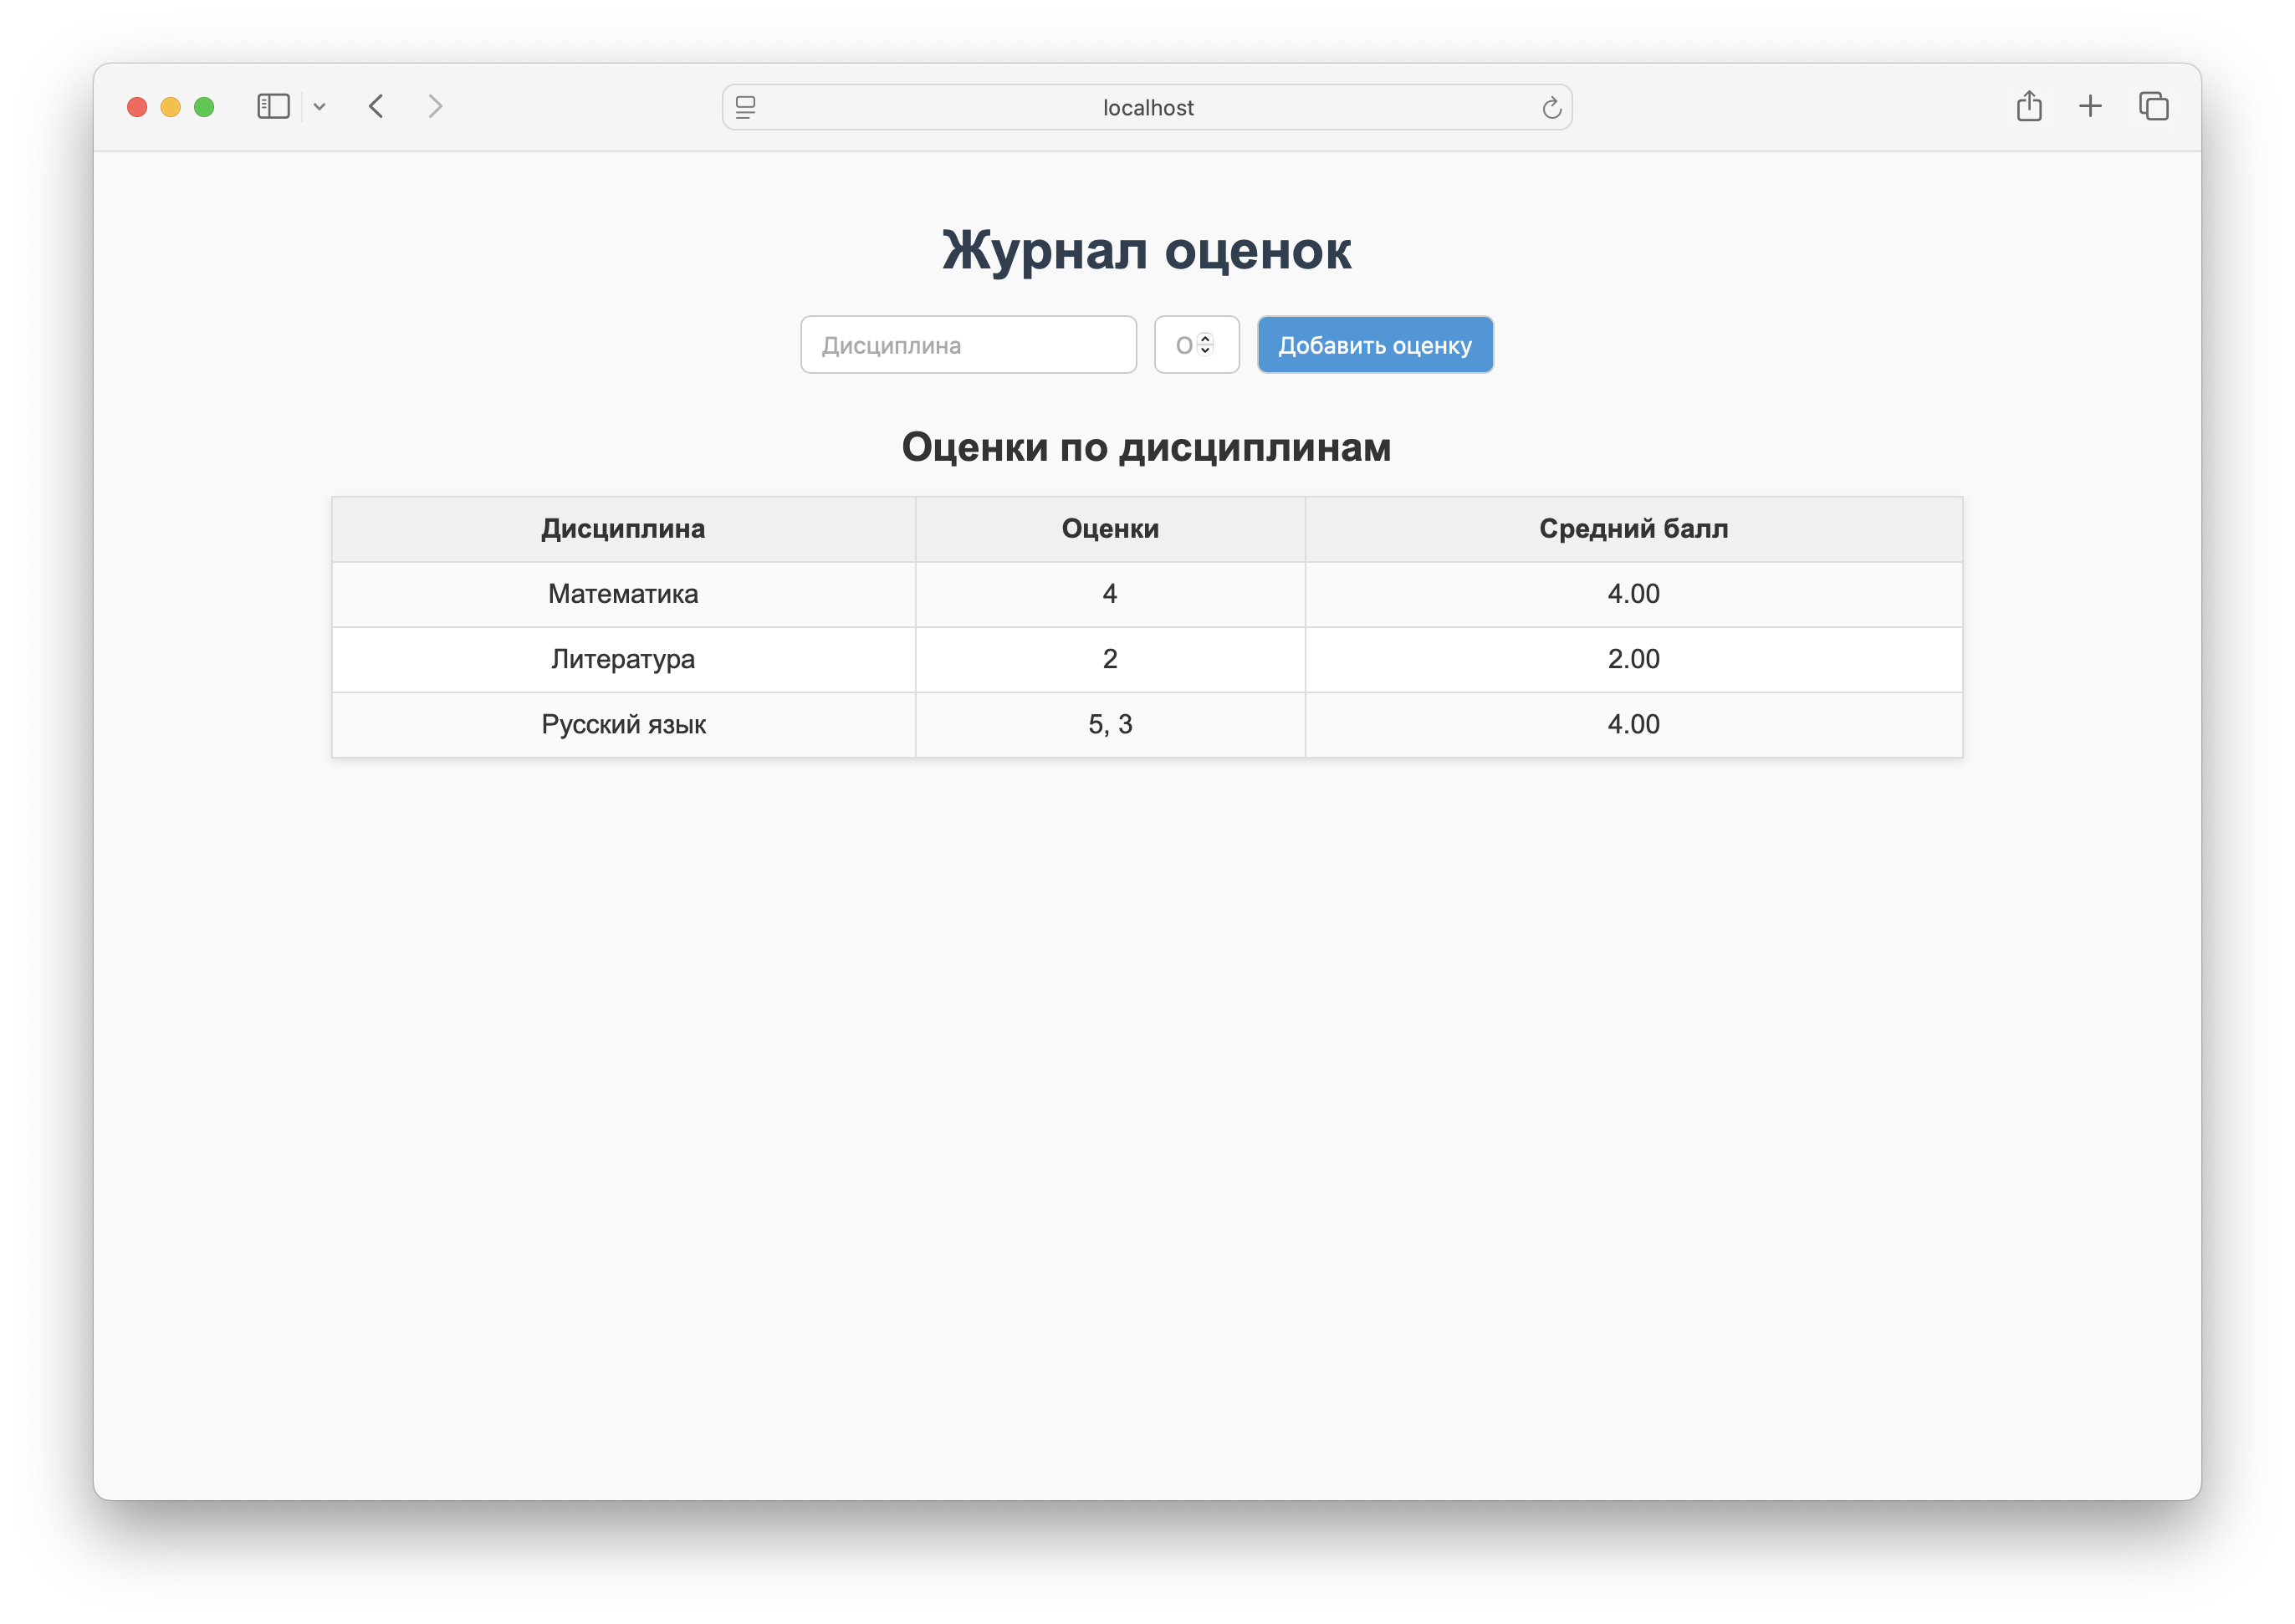 localhost
Журнал оценок
Дисциплина О Добавить оценку
Оценки по дисциплинам
Дисциплина Оценки Средний балл
Математика 4 4.00
Литература 2 2.00
Русский язык 5, 3 4.00